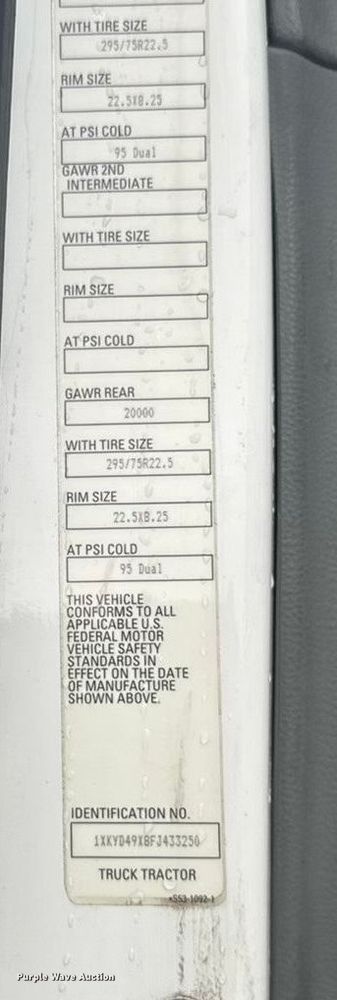 WITH TIRE SIZE
295/75R22.5
RIM SIZE
22.5X8.25
AT PSI COLD
95 Dual
GAWR 2ND
INTERMEDIATE
WITH TIRE SIZE
RIM SIZE
AT PSI COLD
GAWR REAR
20000
WITH TIRE SIZE
295/75R22.5
RIM SIZE
22.5X8.25
AT PSI COLD
95 Dual
THIS VEHICLE
CONFORMS TO ALL
APPLICABLE U.S.
FEDERAL MOTOR
VEHICLE SAFETY
STANDARDS IN
EFFECT ON THE DATE
OF MANUFACTURE
SHOWN ABOVE.
IDENTIFICATION NO.
1XKYD49X8FJ433250
TRUCK TRACTOR
Purple Wave Auction